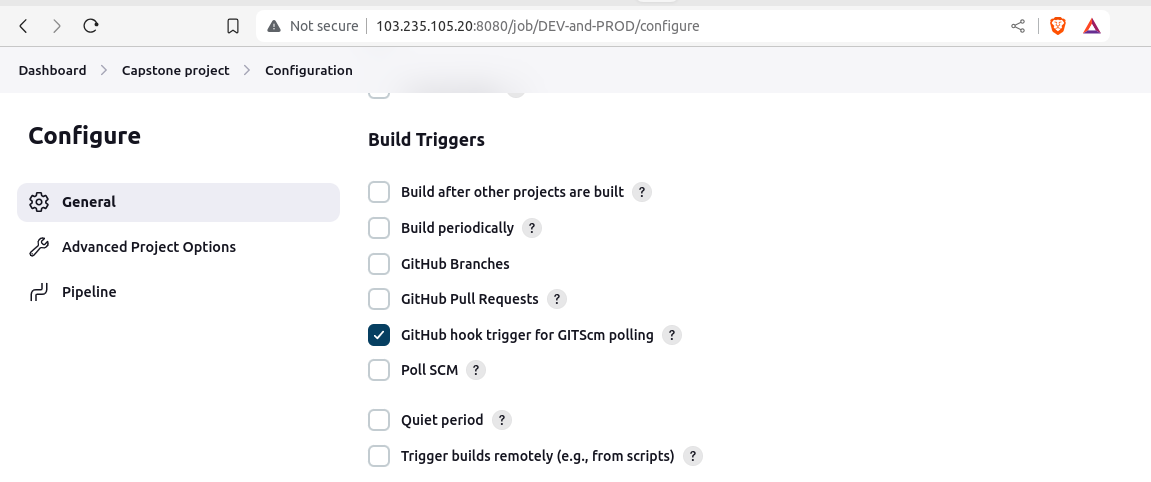 Not secure 103.235.105.20:8080/job/DEV-and-PROD/configure
Dashboard > Capstone project > Configuration
Configure
General
Advanced Project Options
Pipeline
Build Triggers
Build after other projects are built ?
Build periodically ?
GitHub Branches
GitHub Pull Requests ?
GitHub hook trigger for GITScm polling ?
Poll SCM ?
Quiet period ?
Trigger builds remotely (e.g., from scripts) ?